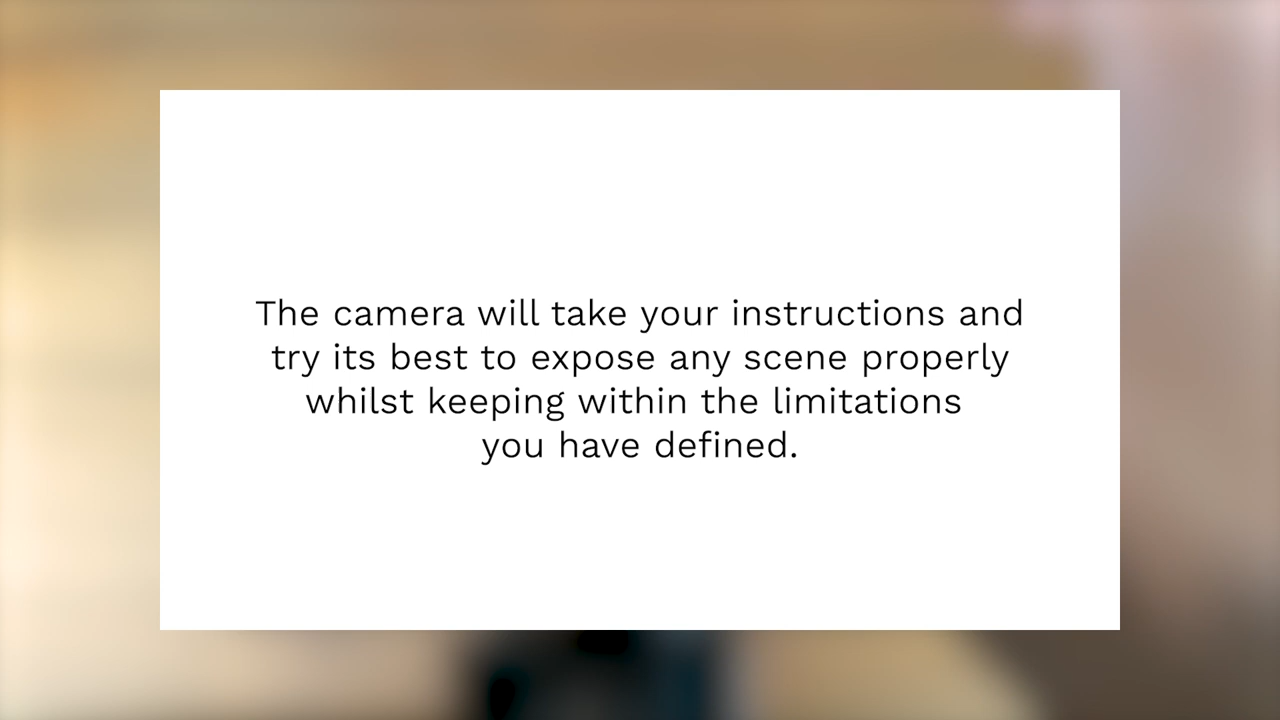 The camera will take your instructions and
try its best to expose any scene properly
whilst keeping within the limitations
you have defined.